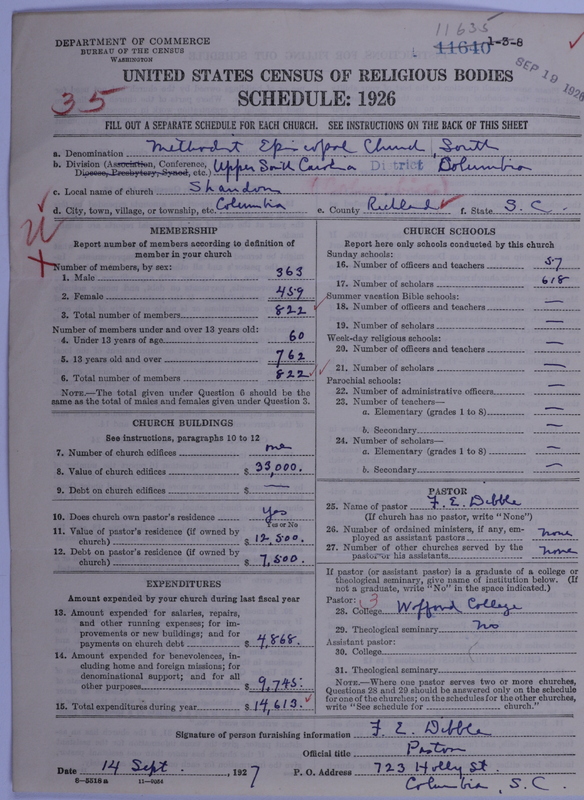 11635
11640 1-3-8
SEP 19 192
DEPARTMENT OF COMMERCE
BUREAU OF THE CENSUS
WASHINGTON
UNITED STATES CENSUS OF RELIGIOUS BODIES
35
SCHEDULE: 1926
FILL OUT A SEPARATE SCHEDULE FOR EACH CHURCH. SEE INSTRUCTIONS ON THE BACK OF THIS SHEET
a. Denomination Methodist Episcopal Church, South
b. Division (Association, Conference, Diocese, Presbytery, Synod, etc.) Upper South Carolina District Columbia
c. Local name of church Shandon
d. City, town, village, or township, etc. Columbia e. County Richland f. State S. C.
MEMBERSHIP
Report number of members according to definition of
member in your church
Number of members, by sex:
1. Male 363
2. Female 459
3. Total number of members 822
Number of members under and over 13 years old:
4. Under 13 years of age 60
5. 13 years old and over 762
6. Total number of members 822
NOTE.—The total given under Question 6 should be the
same as the total of males and females given under Question 3.
CHURCH BUILDINGS
See instructions, paragraphs 10 to 12
7. Number of church edifices one
8. Value of church edifices $ 33,000.
9. Debt on church edifices $ —
10. Does church own pastor's residence Yes
Yes or No
11. Value of pastor's residence (if owned by
church) $ 12,500.
12. Debt on pastor's residence (if owned by
church) $ 7,500.
EXPENDITURES
Amount expended by your church during last fiscal year
13. Amount expended for salaries, repairs,
and other running expenses; for im-
provements or new buildings; and for
payments on church debt $ 4,868.
14. Amount expended for benevolences, in-
cluding home and foreign missions; for
denominational support; and for all
other purposes $ 9,745.
15. Total expenditures during year $ 14,613.
CHURCH SCHOOLS
Report here only schools conducted by this church
Sunday schools:
16. Number of officers and teachers 57
17. Number of scholars 618
Summer vacation Bible schools:
18. Number of officers and teachers —
19. Number of scholars —
Week-day religious schools:
20. Number of officers and teachers —
21. Number of scholars —
Parochial schools:
22. Number of administrative officers —
23. Number of teachers—
a. Elementary (grades 1 to 8) —
b. Secondary —
24. Number of scholars—
a. Elementary (grades 1 to 8) —
b. Secondary —
PASTOR
25. Name of pastor F. E. Dibble
(If church has no pastor, write "None")
26. Number of ordained ministers, if any, em-
ployed as assistant pastors none
27. Number of other churches served by the
pastor or his assistants none
If pastor (or assistant pastor) is a graduate of a college or
theological seminary, give name of institution below. (If
not a graduate, write "No" in the space indicated.)
Pastor:
28. College Wofford College
29. Theological seminary No
Assistant pastor:
30. College
31. Theological seminary
NOTE.—Where one pastor serves two or more churches,
Questions 28 and 29 should be answered only on the schedule
for one of the churches; on the schedules for the other churches,
write "See schedule for church."
Signature of person furnishing information F. E. Dibble
Official title Pastor
Date 14 Sept., 1927 P. O. Address 723 Holly St.
8-5518a 11-9054 Columbia, S. C.